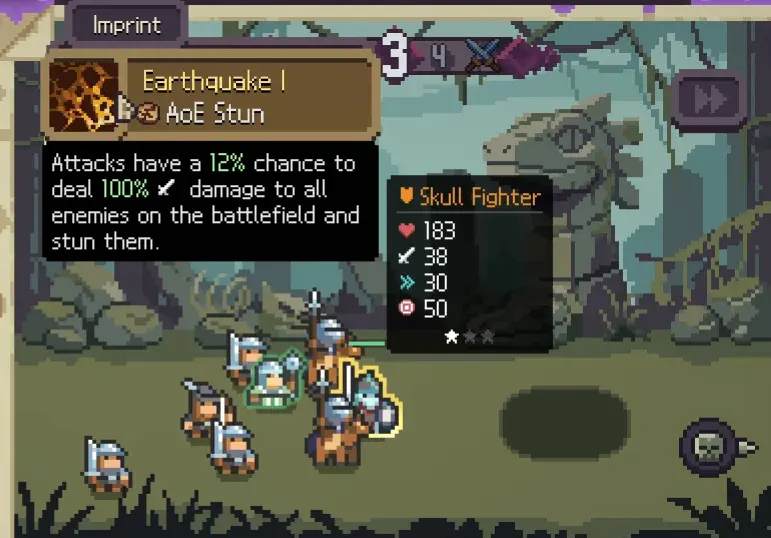 Imprint
3 4
Earthquake I
AoE Stun
Attacks have a 12% chance to
deal 100% damage to all
enemies on the battlefield and
stun them.
Skull Fighter
183
38
30
50